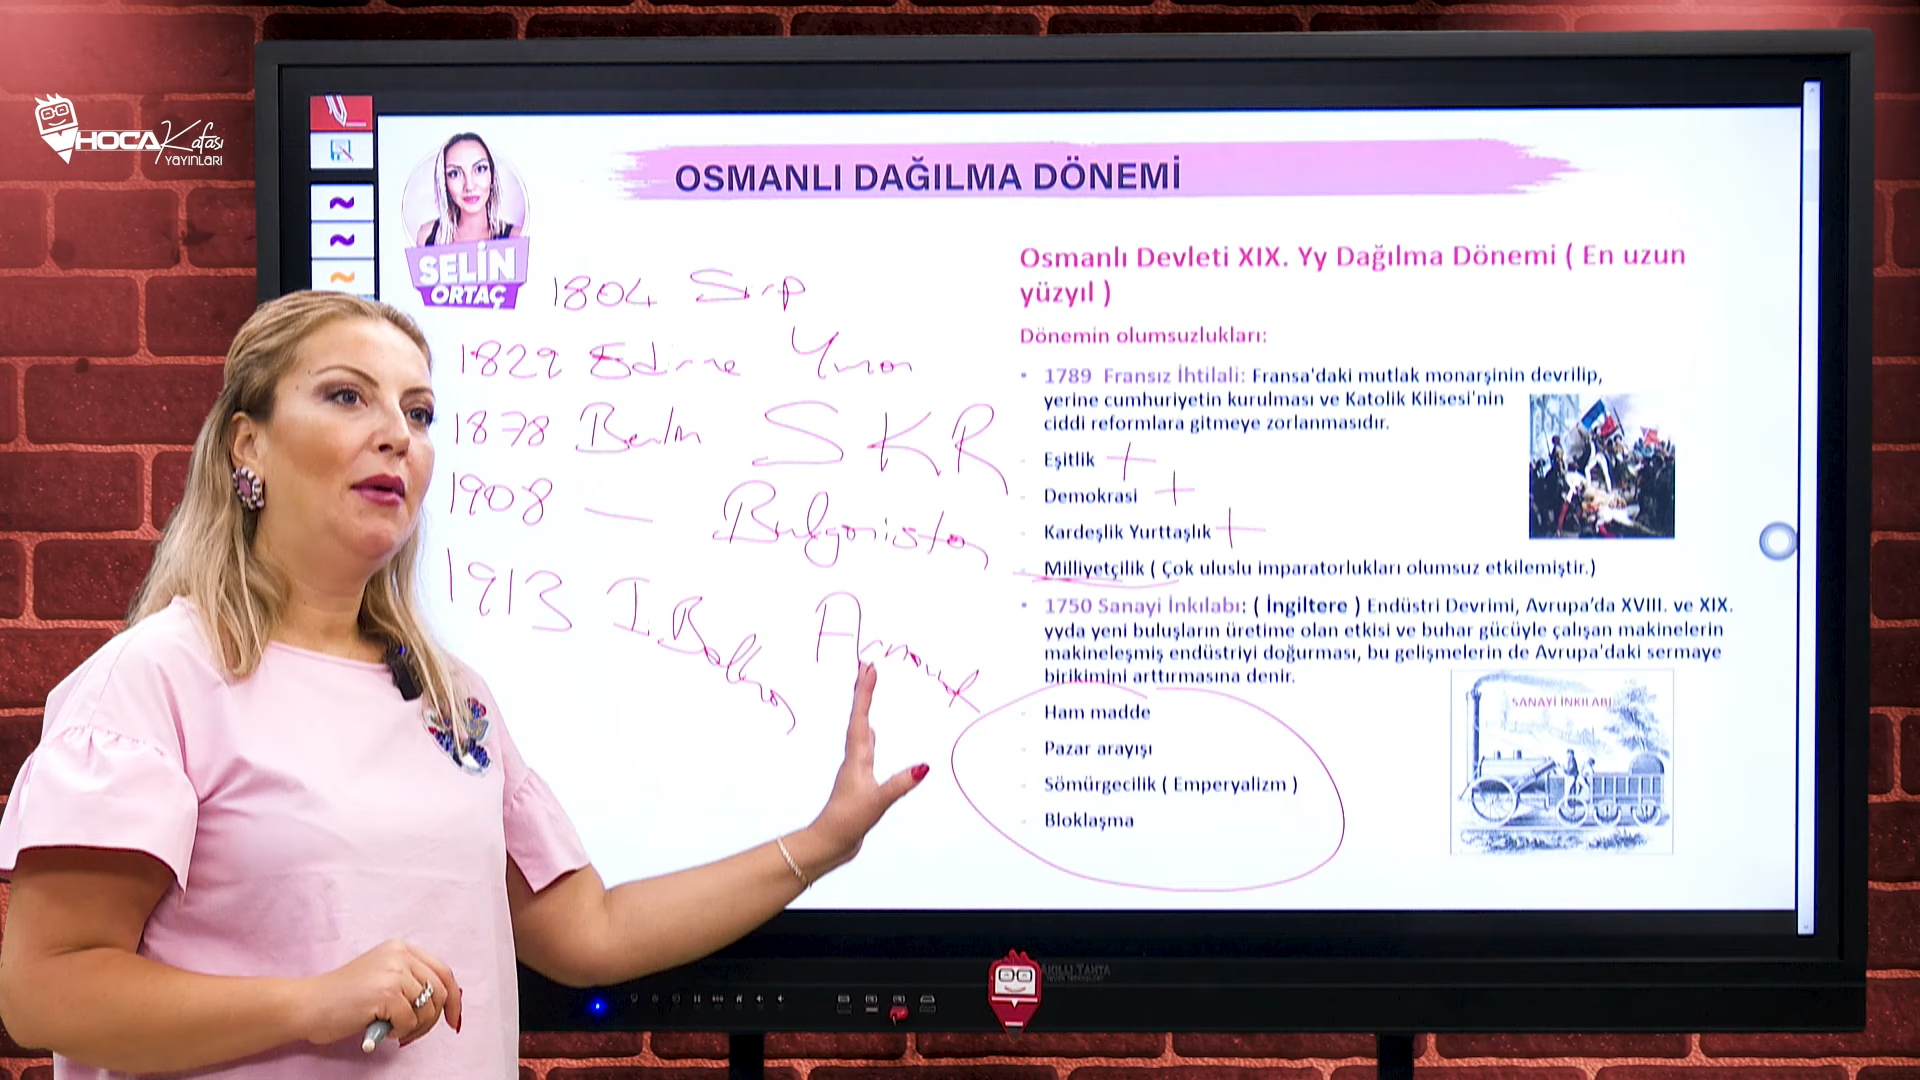 HOCA Kafası
YAYINLARI
OSMANLI DAĞILMA DÖNEMİ
SELİN
ORTAÇ
1804 Sırp
1829 Edirne Yunan
1878 Berlin SKR
1908 — Bulgaristan
1913 I. Balkan Arnavut
Osmanlı Devleti XIX. Yy Dağılma Dönemi ( En uzun
yüzyıl )
Dönemin olumsuzlukları:
• 1789 Fransız İhtilali: Fransa'daki mutlak monarşinin devrilip,
yerine cumhuriyetin kurulması ve Katolik Kilisesi'nin
ciddi reformlara gitmeye zorlanmasıdır.
- Eşitlik +
- Demokrasi +
- Kardeşlik Yurttaşlık +
- Milliyetçilik ( Çok uluslu imparatorlukları olumsuz etkilemiştir.)
• 1750 Sanayi İnkılabı: ( İngiltere ) Endüstri Devrimi, Avrupa'da XVIII. ve XIX.
yyda yeni buluşların üretime olan etkisi ve buhar gücüyle çalışan makinelerin
makineleşmiş endüstriyi doğurması, bu gelişmelerin de Avrupa'daki sermaye
birikimini arttırmasına denir.
- Ham madde
- Pazar arayışı
- Sömürgecilik ( Emperyalizm )
- Bloklaşma
SANAYİ İNKILABI
AKILLI TAHTA